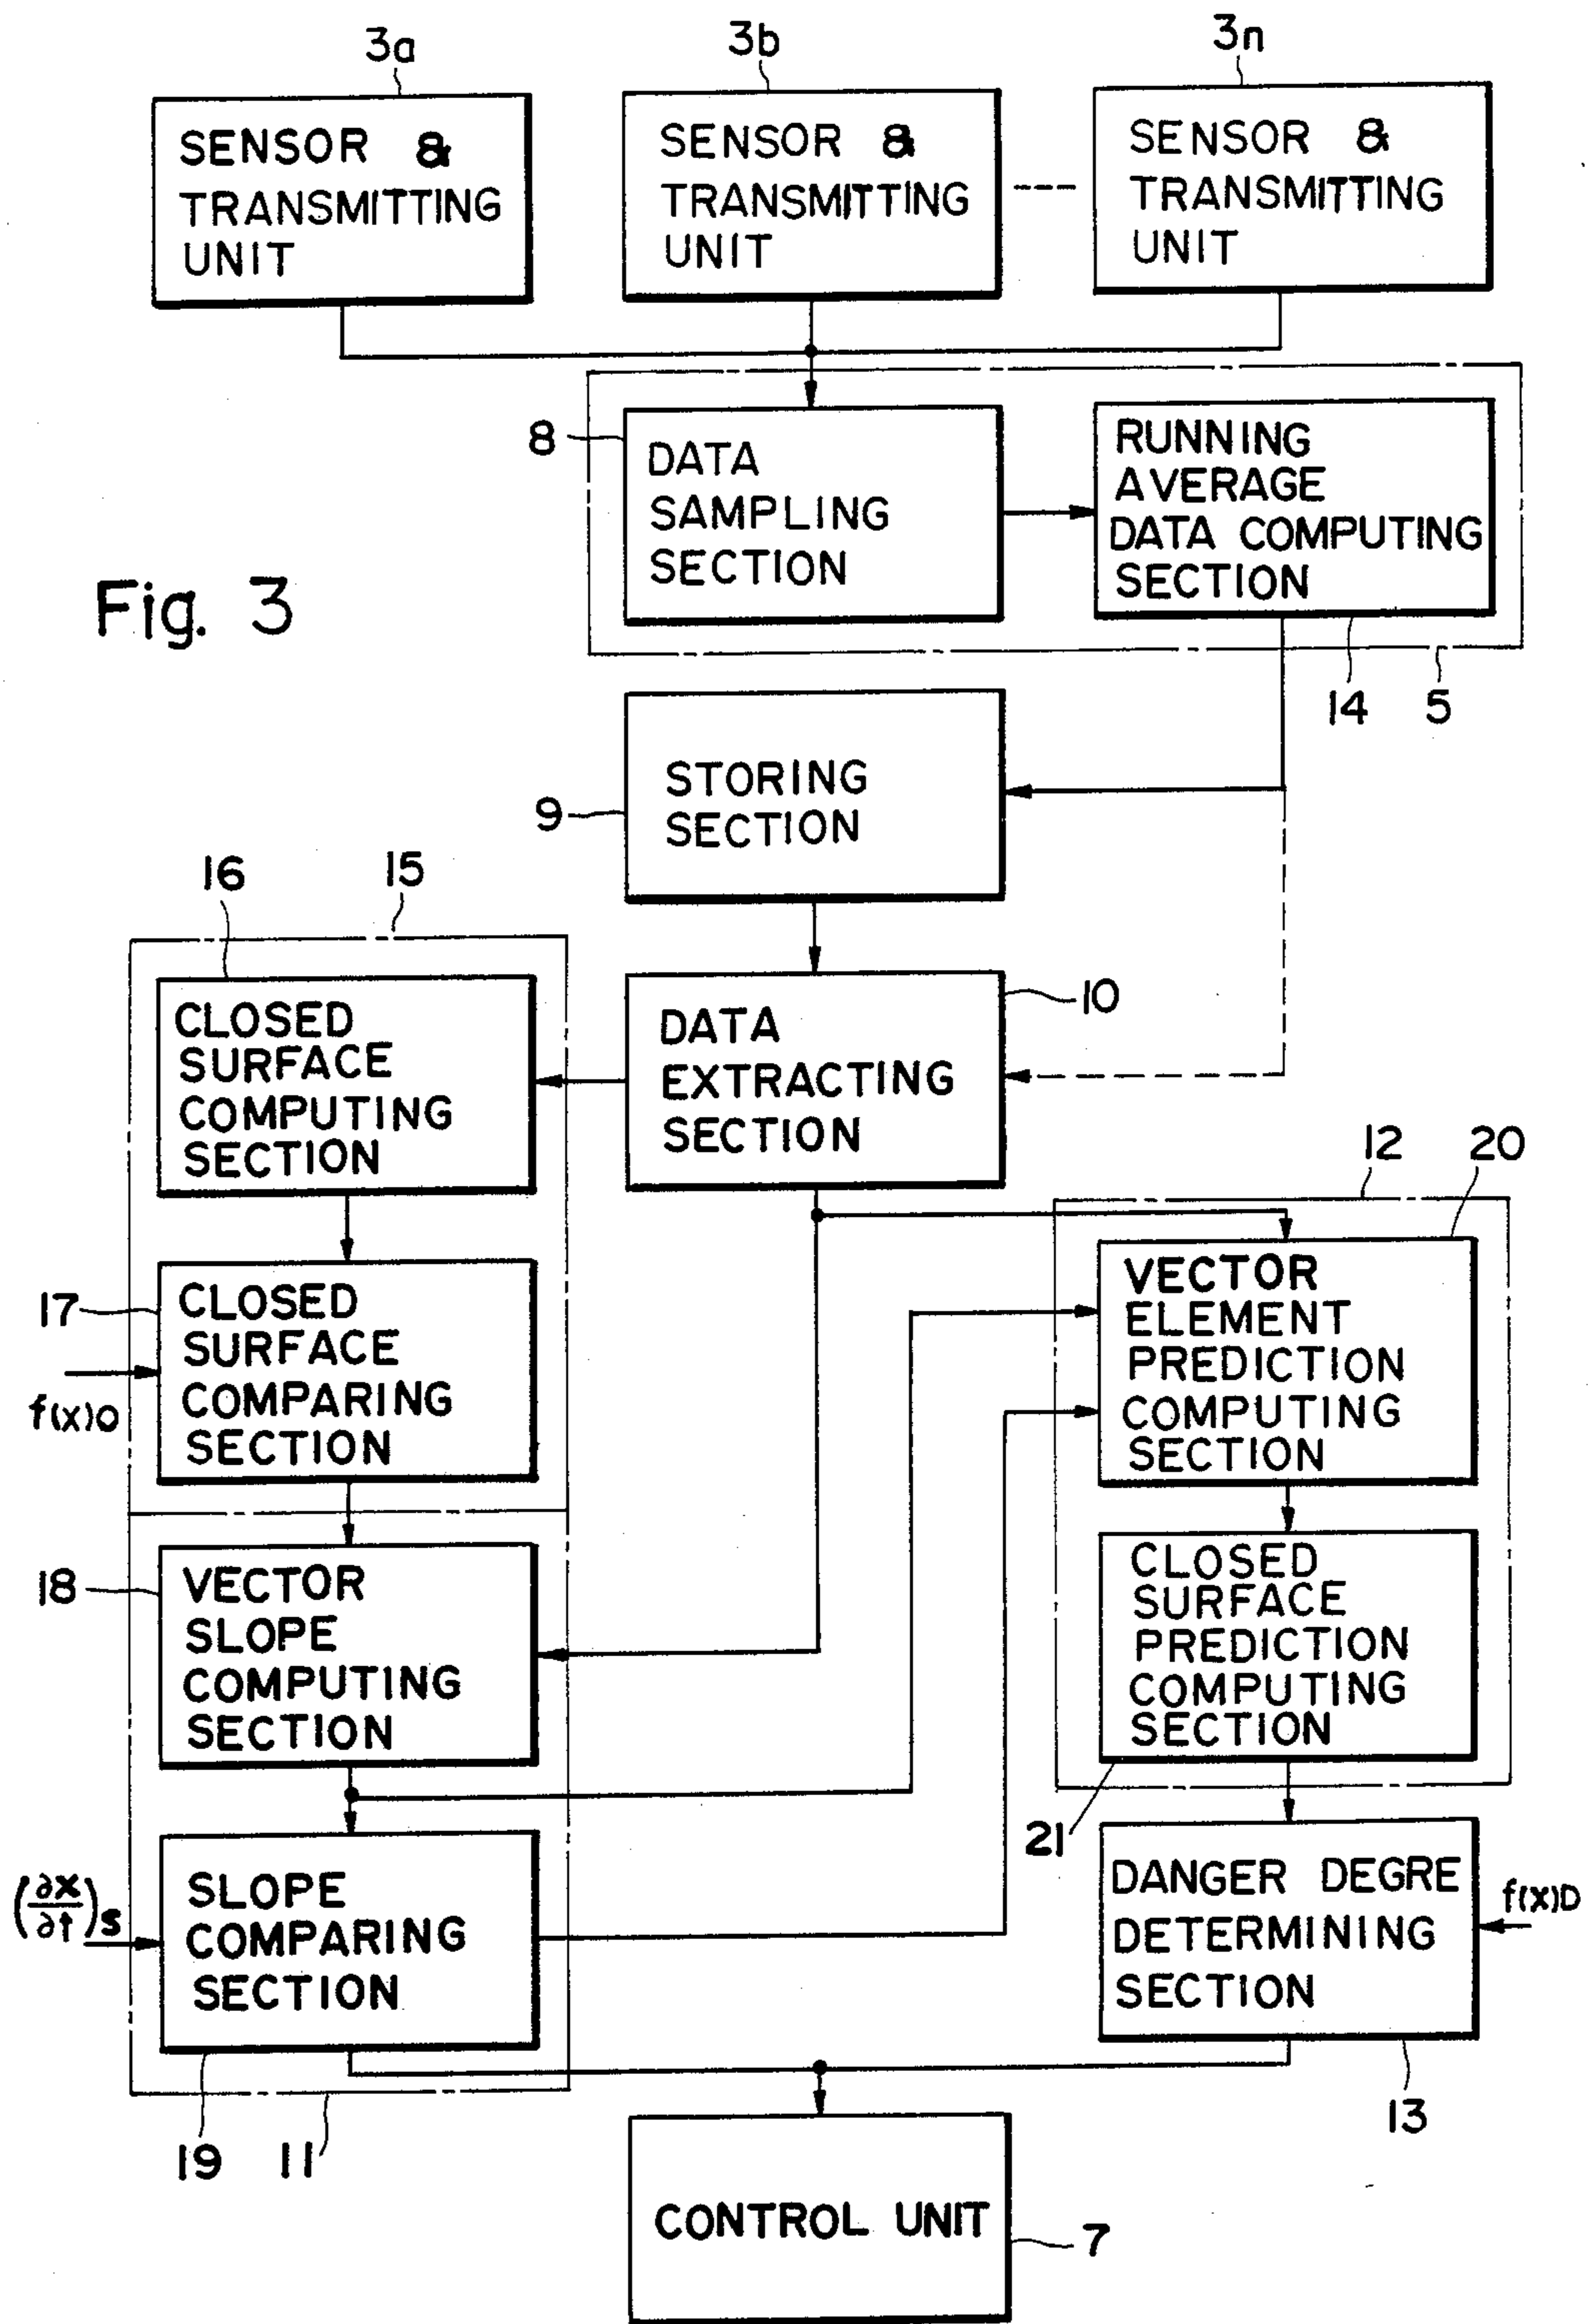 3a
3b
3n
SENSOR &
TRANSMITTING
UNIT
SENSOR &
TRANSMITTING
UNIT
SENSOR &
TRANSMITTING
UNIT
8
DATA
SAMPLING
SECTION
RUNNING
AVERAGE
DATA COMPUTING
SECTION
Fig. 3
14
5
9
STORING
SECTION
16
15
10
CLOSED
SURFACE
COMPUTING
SECTION
DATA
EXTRACTING
SECTION
12
20
17
CLOSED
SURFACE
COMPARING
SECTION
f(x)O
VECTOR
ELEMENT
PREDICTION
COMPUTING
SECTION
18
VECTOR
SLOPE
COMPUTING
SECTION
CLOSED
SURFACE
PREDICTION
COMPUTING
SECTION
21
(∂x/∂t)s
SLOPE
COMPARING
SECTION
DANGER DEGRE
DETERMINING
SECTION
f(x)D
19
11
13
CONTROL UNIT
7